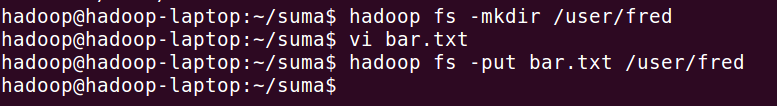 hadoop@hadoop-laptop:~/suma$ hadoop fs -mkdir /user/fred
hadoop@hadoop-laptop:~/suma$ vi bar.txt
hadoop@hadoop-laptop:~/suma$ hadoop fs -put bar.txt /user/fred
hadoop@hadoop-laptop:~/suma$